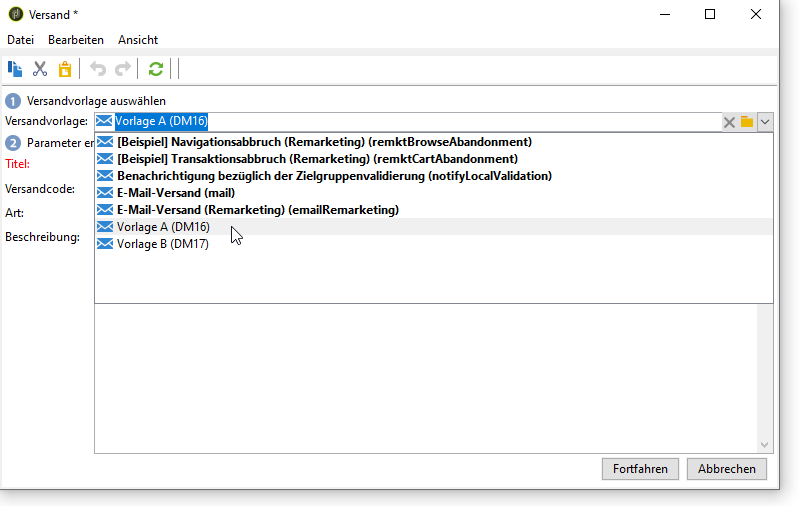 Versand *
Datei Bearbeiten Ansicht
1 Versandvorlage auswählen
Versandvorlage: Vorlage A (DM16)
[Beispiel] Navigationsabbruch (Remarketing) (remktBrowseAbandonment)
2 Parameter er
[Beispiel] Transaktionsabbruch (Remarketing) (remktCartAbandonment)
Titel:
Benachrichtigung bezüglich der Zielgruppenvalidierung (notifyLocalValidation)
Versandcode:
E-Mail-Versand (mail)
Art:
E-Mail-Versand (Remarketing) (emailRemarketing)
Beschreibung:
Vorlage A (DM16)
Vorlage B (DM17)
Fortfahren Abbrechen